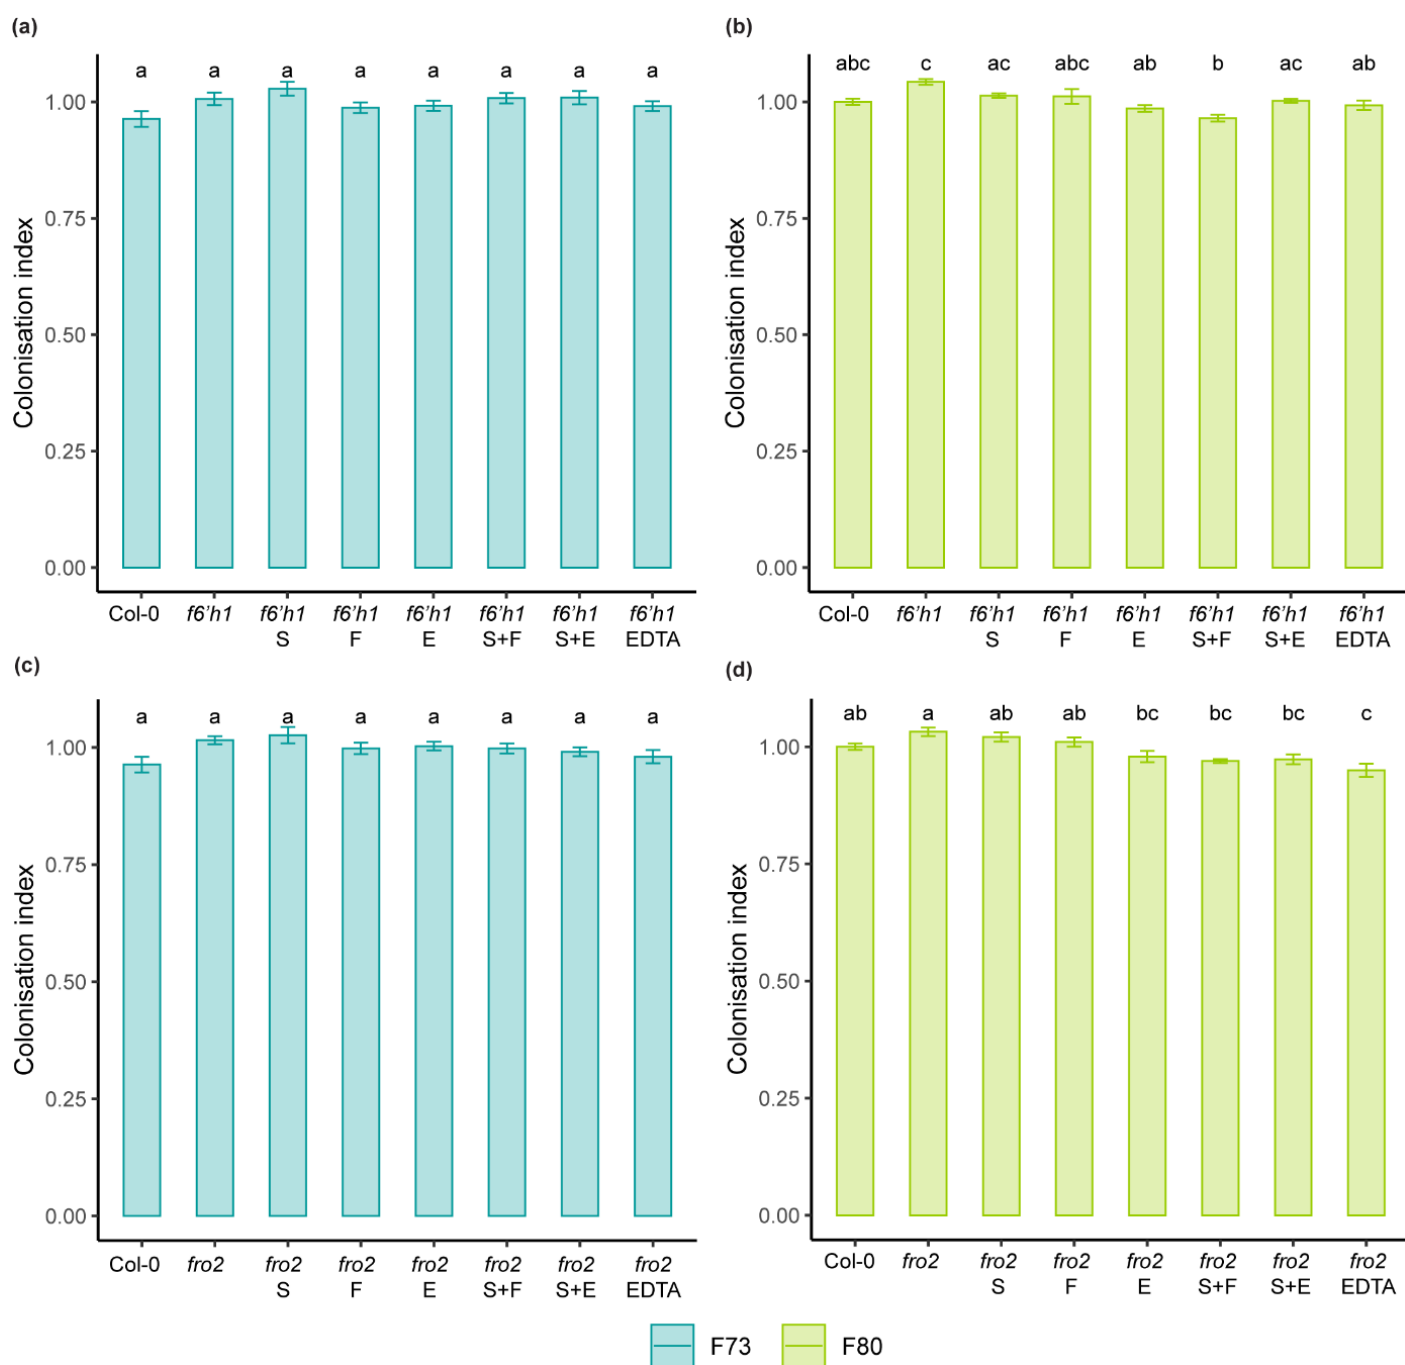 (a)
a a a a a a a a
Colonisation index
1.00
0.75
0.50
0.25
0.00
Col-0 f6’h1 f6’h1 f6’h1 f6’h1 f6’h1 f6’h1 f6’h1
S F E S+F S+E EDTA
(b)
abc c ac abc ab b ac ab
Colonisation index
1.00
0.75
0.50
0.25
0.00
Col-0 f6’h1 f6’h1 f6’h1 f6’h1 f6’h1 f6’h1 f6’h1
S F E S+F S+E EDTA
(c)
a a a a a a a a
Colonisation index
1.00
0.75
0.50
0.25
0.00
Col-0 fro2 fro2 fro2 fro2 fro2 fro2 fro2
S F E S+F S+E EDTA
(d)
ab a ab ab bc bc bc c
Colonisation index
1.00
0.75
0.50
0.25
0.00
Col-0 fro2 fro2 fro2 fro2 fro2 fro2 fro2
S F E S+F S+E EDTA
F73 F80